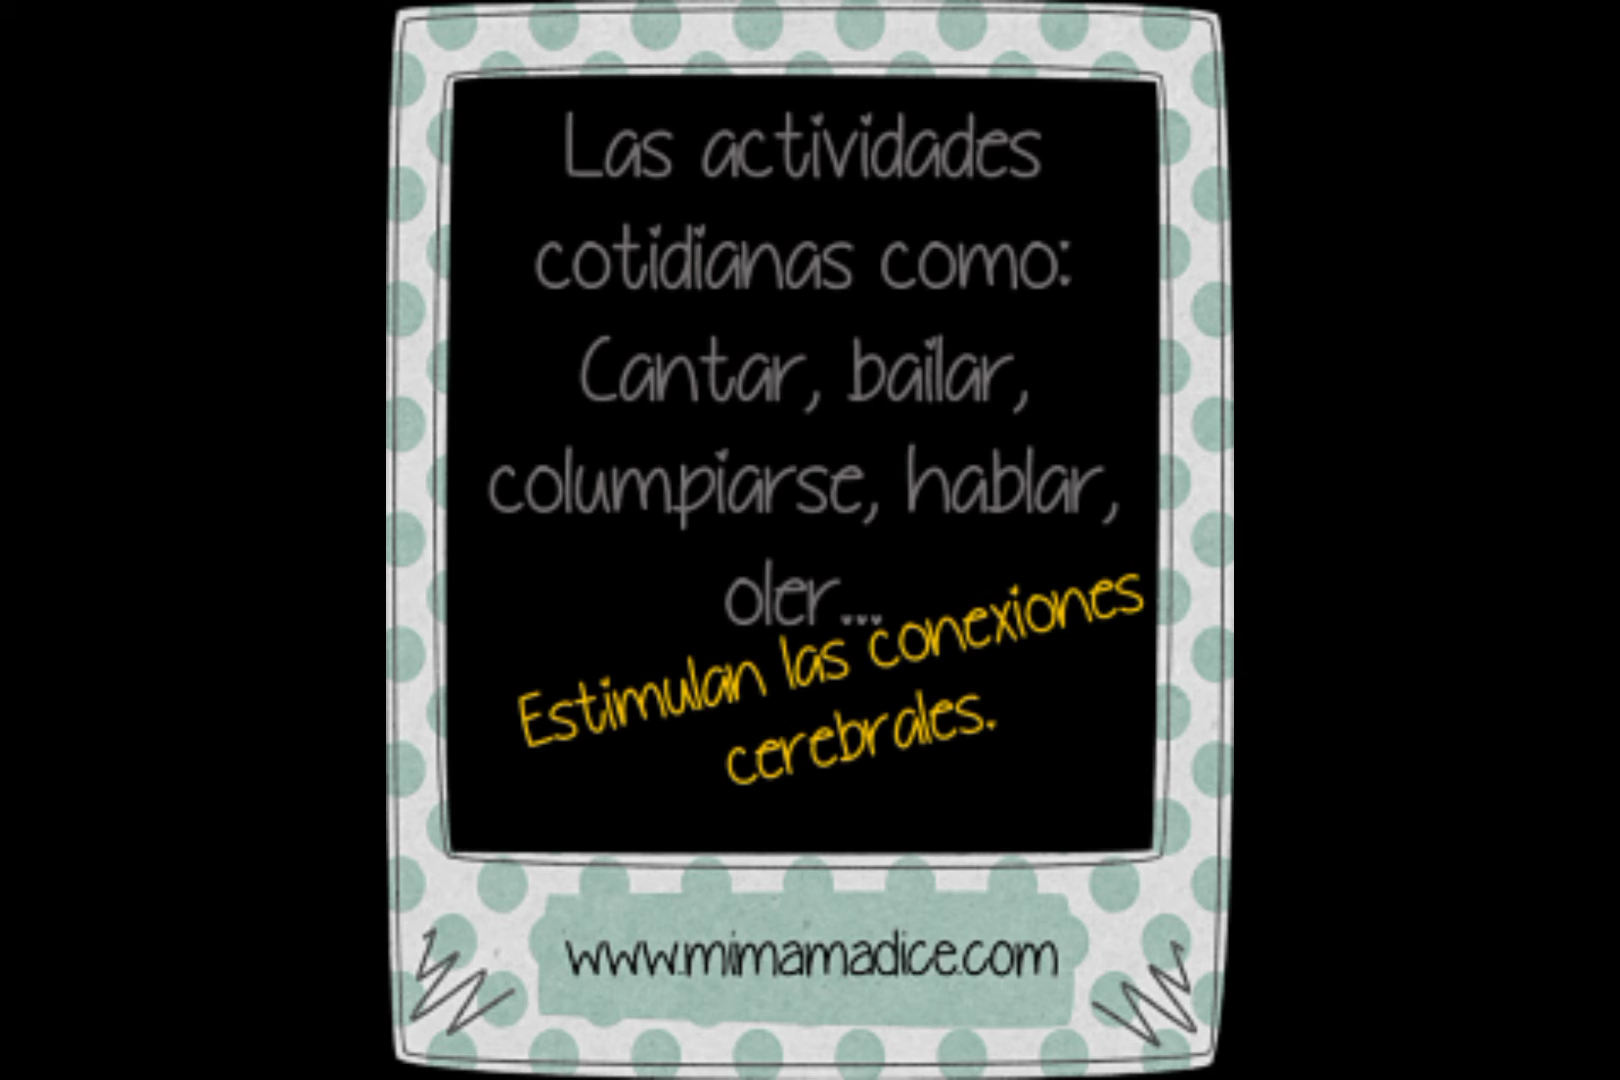 Las actividades
cotidianas como:
Cantar, bailar,
columpiarse, hablar,
oler...
Estimulan las conexiones
cerebrales.
www.mimamadice.com